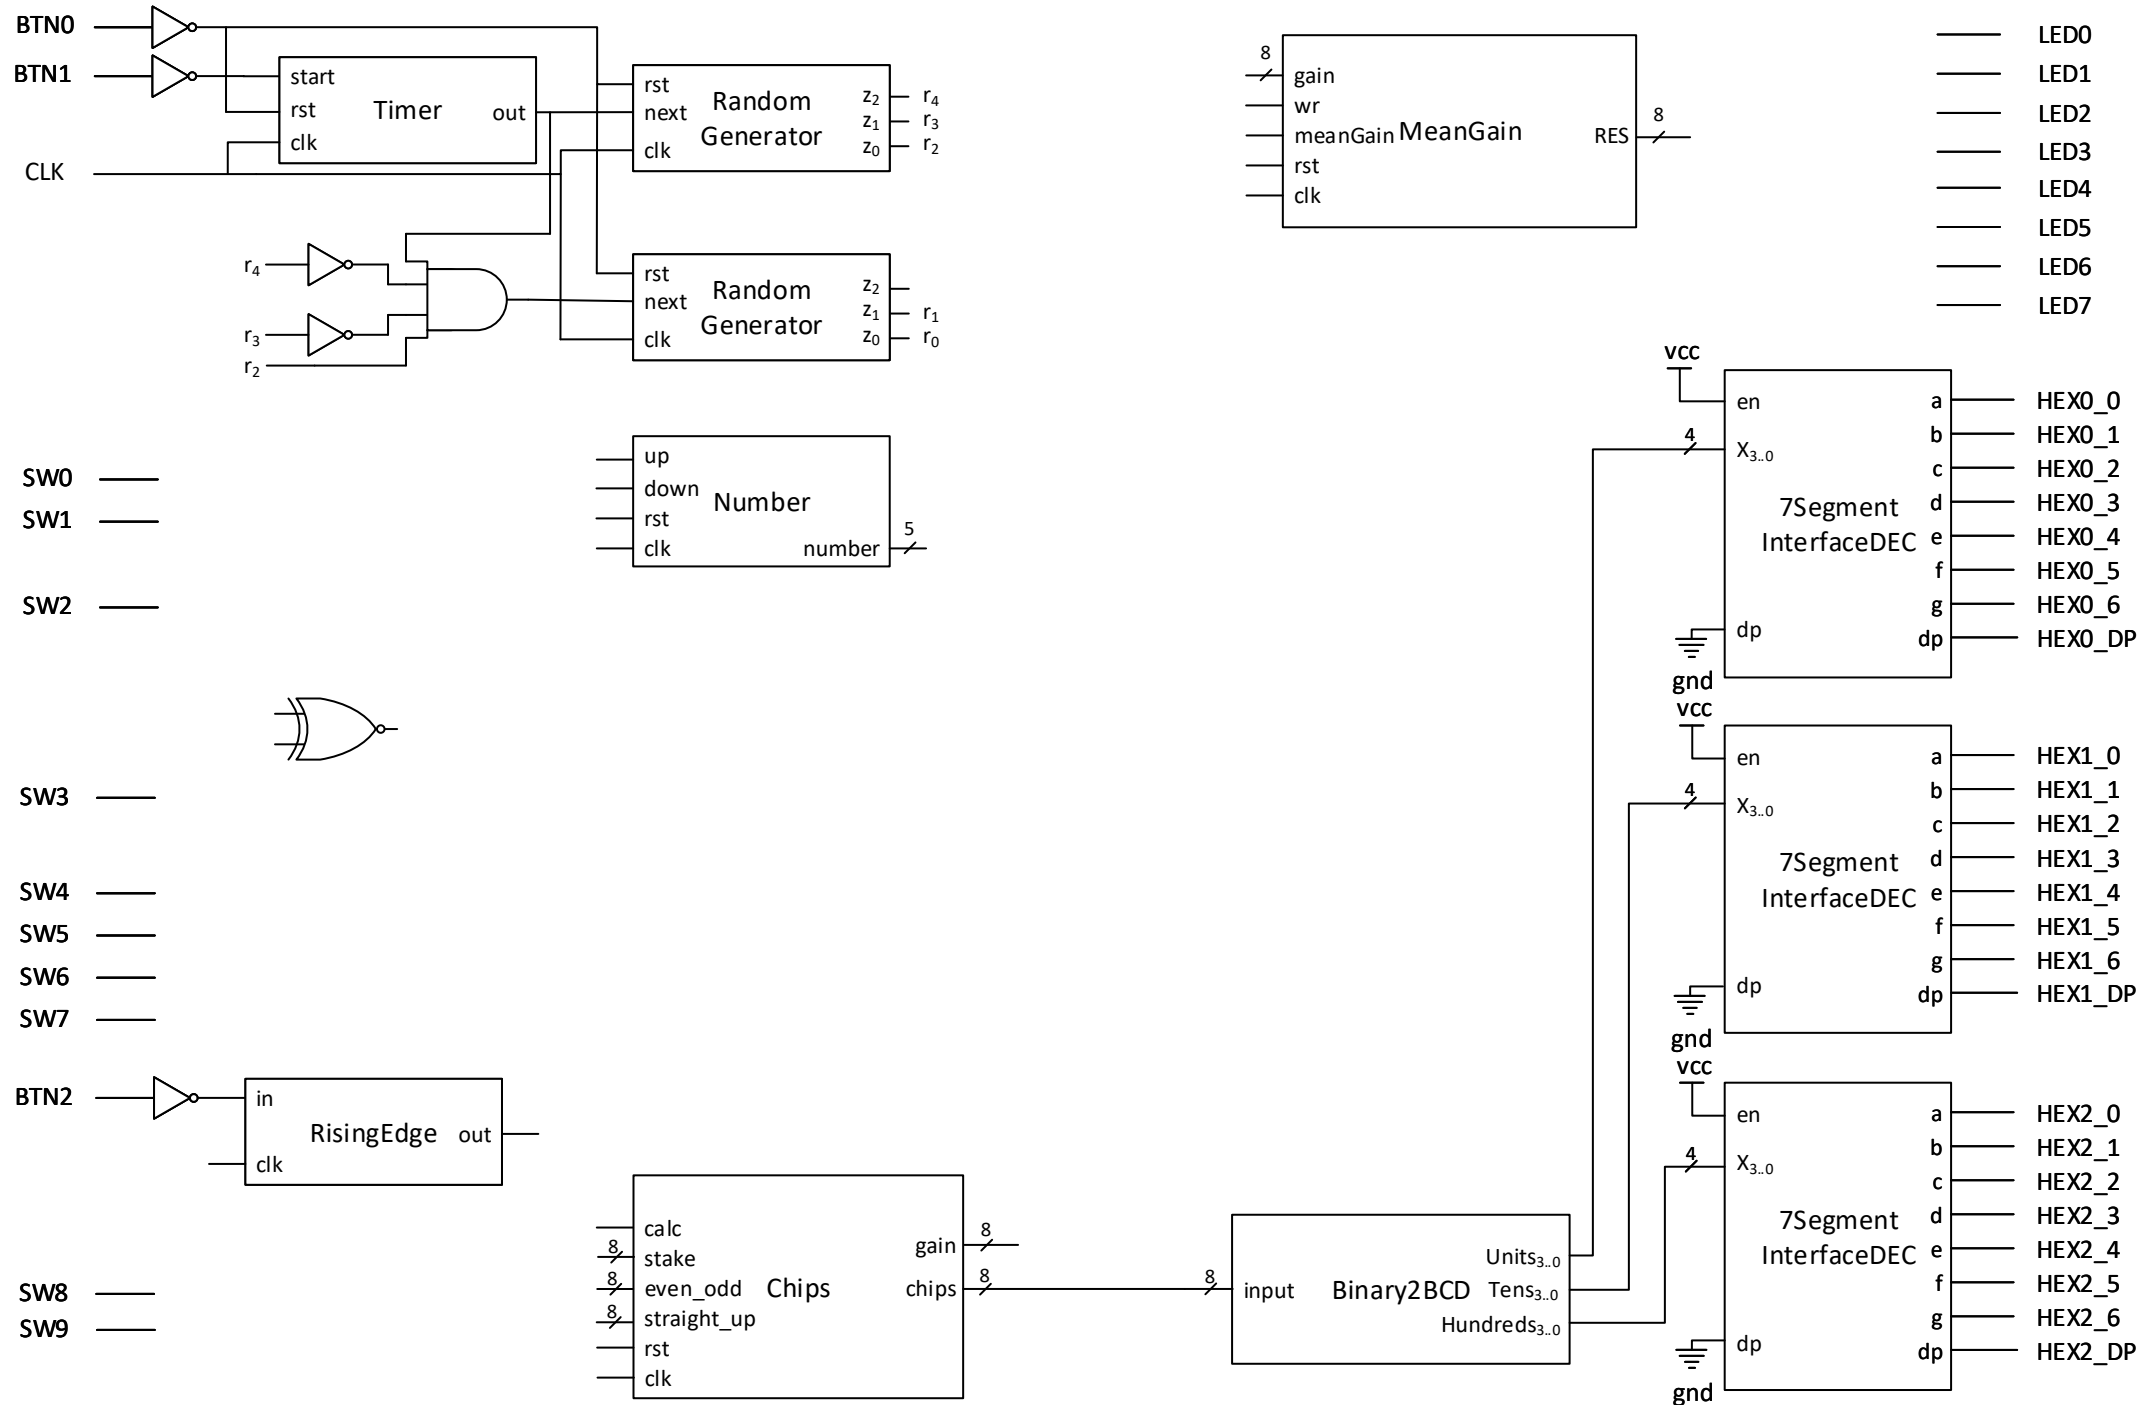 BTN0
BTN1
CLK
start
rst
clk
Timer
out
rst
next
clk
Random
Generator
z2
z1
z0
r4
r3
r2
8
gain
wr
meanGain
rst
clk
MeanGain
RES
8
LED0
LED1
LED2
LED3
LED4
LED5
LED6
LED7
r4
r3
r2
rst
next
clk
Random
Generator
z2
z1
z0
r1
r0
SW0
SW1
SW2
up
down
rst
clk
Number
number
5
vcc
en
4
X3..0
7Segment
InterfaceDEC
dp
gnd
a
b
c
d
e
f
g
dp
HEX0_0
HEX0_1
HEX0_2
HEX0_3
HEX0_4
HEX0_5
HEX0_6
HEX0_DP
SW3
SW4
SW5
SW6
SW7
vcc
en
4
X3..0
7Segment
InterfaceDEC
dp
gnd
a
b
c
d
e
f
g
dp
HEX1_0
HEX1_1
HEX1_2
HEX1_3
HEX1_4
HEX1_5
HEX1_6
HEX1_DP
BTN2
in
clk
RisingEdge
out
SW8
SW9
calc
8
stake
8
even_odd
8
straight_up
rst
clk
Chips
gain
8
chips
8
8
input
Binary2BCD
Units3..0
Tens3..0
Hundreds3..0
vcc
en
4
X3..0
7Segment
InterfaceDEC
dp
gnd
a
b
c
d
e
f
g
dp
HEX2_0
HEX2_1
HEX2_2
HEX2_3
HEX2_4
HEX2_5
HEX2_6
HEX2_DP